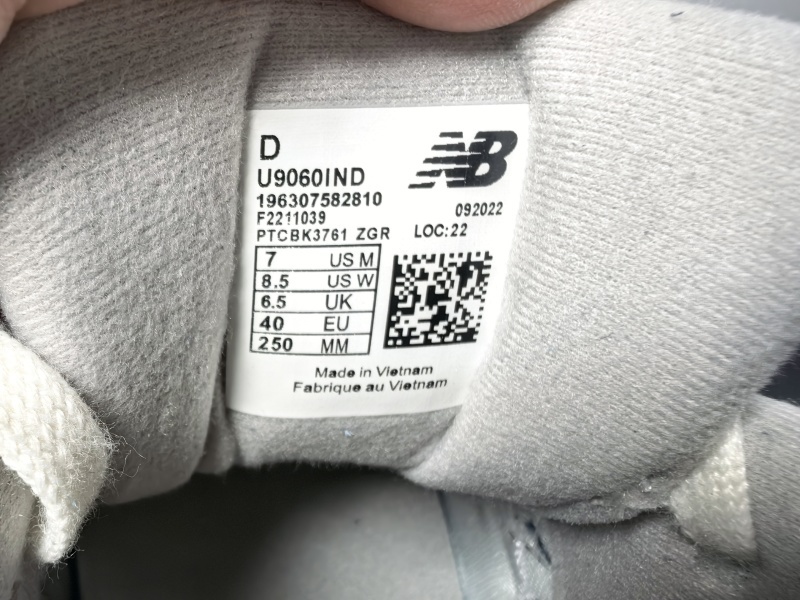 D
NB
U9060IND
196307582810
F2211039
092022
PTCBK3761 ZGR
LOC:22
7 US M
8.5 US W
6.5 UK
40 EU
250 MM
Made in Vietnam
Fabrique au Vietnam